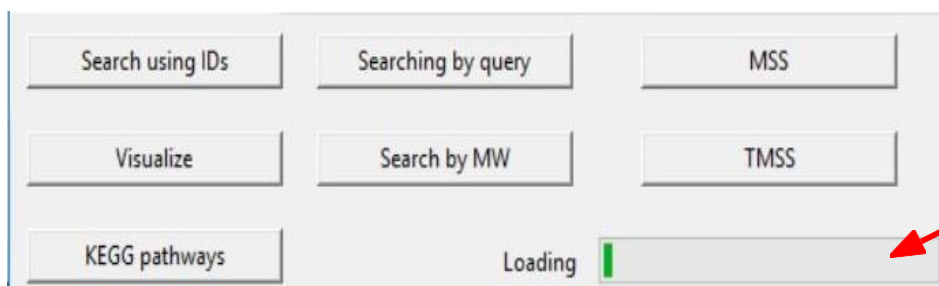 Search using IDs Searching by query MSS
Visualize Search by MW TMSS
KEGG pathways Loading